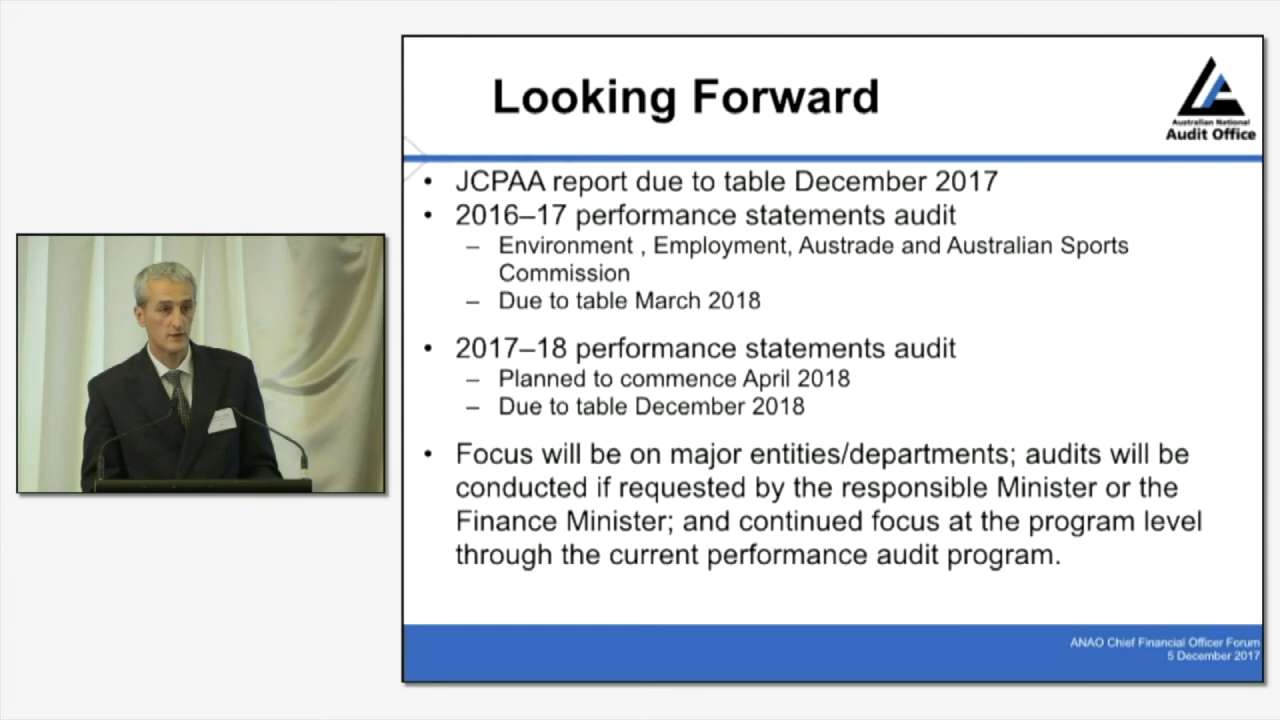 Looking Forward
Australian National
Audit Office
• JCPAA report due to table December 2017
• 2016–17 performance statements audit
– Environment , Employment, Austrade and Australian Sports
Commission
– Due to table March 2018
• 2017–18 performance statements audit
– Planned to commence April 2018
– Due to table December 2018
• Focus will be on major entities/departments; audits will be
conducted if requested by the responsible Minister or the
Finance Minister; and continued focus at the program level
through the current performance audit program.
ANAO Chief Financial Officer Forum
5 December 2017